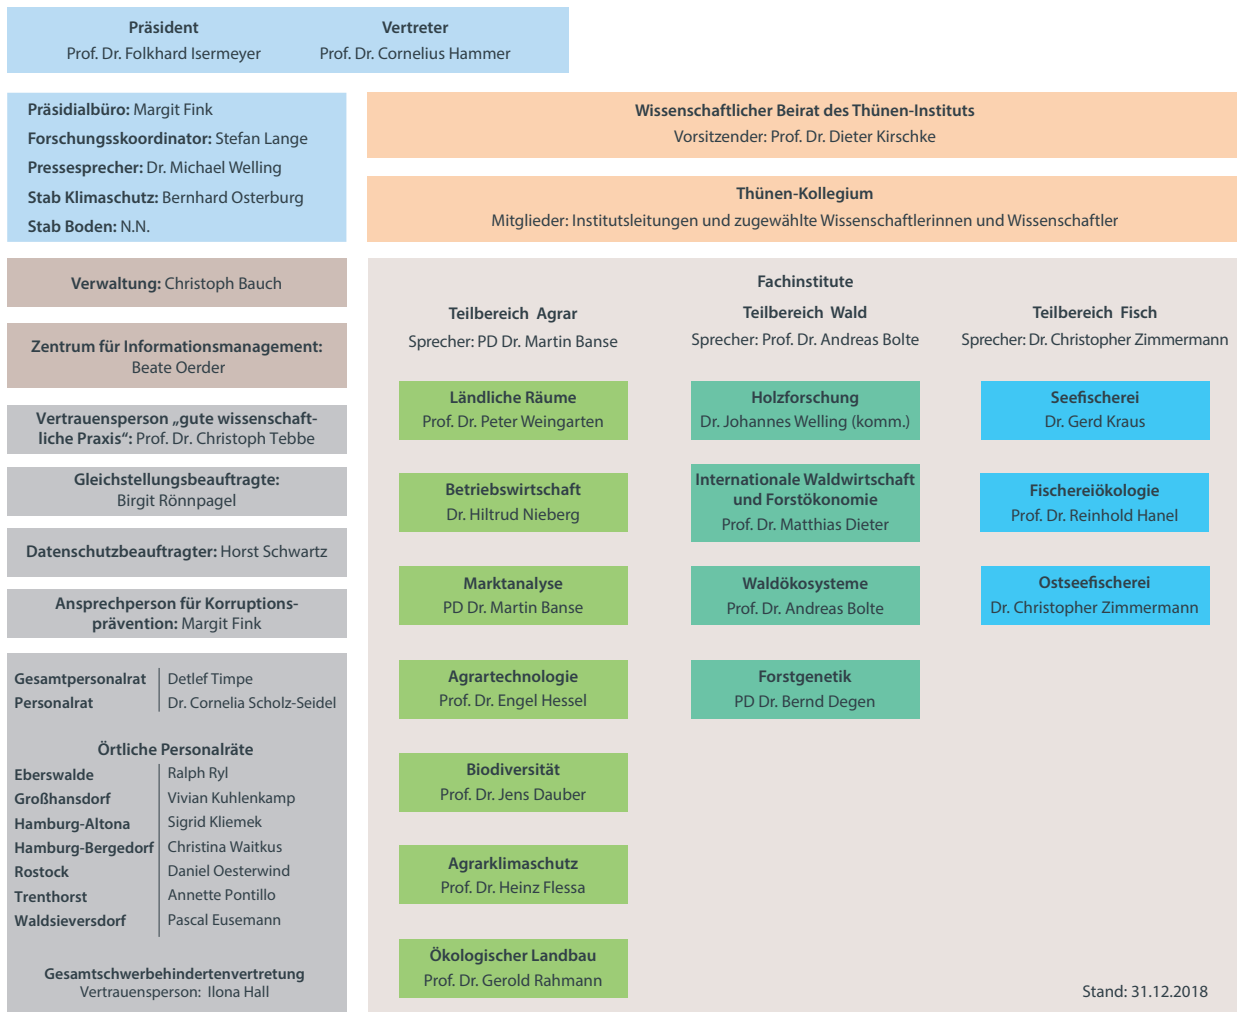 Präsident
Prof. Dr. Folkhard Isermeyer
Vertreter
Prof. Dr. Cornelius Hammer
Präsidialbüro: Margit Fink
Forschungskoordinator: Stefan Lange
Pressesprecher: Dr. Michael Welling
Stab Klimaschutz: Bernhard Osterburg
Stab Boden: N.N.
Wissenschaftlicher Beirat des Thünen-Instituts
Vorsitzender: Prof. Dr. Dieter Kirschke
Thünen-Kollegium
Mitglieder: Institutsleitungen und zugewählte Wissenschaftlerinnen und Wissenschaftler
Verwaltung: Christoph Bauch
Zentrum für Informationsmanagement:
Beate Oerder
Vertrauensperson „gute wissenschaft-
liche Praxis“: Prof. Dr. Christoph Tebbe
Gleichstellungsbeauftragte:
Birgit Rönnpagel
Datenschutzbeauftragter: Horst Schwartz
Ansprechperson für Korruptions-
prävention: Margit Fink
Gesamtpersonalrat Detlef Timpe
Personalrat Dr. Cornelia Scholz-Seidel
Örtliche Personalräte
Eberswalde Ralph Ryl
Großhansdorf Vivian Kuhlenkamp
Hamburg-Altona Sigrid Kliemek
Hamburg-Bergedorf Christina Waitkus
Rostock Daniel Oesterwind
Trenthorst Annette Pontillo
Waldsieversdorf Pascal Eusemann
Gesamtschwerbehindertenvertretung
Vertrauensperson: Ilona Hall
Fachinstitute
Teilbereich Agrar
Sprecher: PD Dr. Martin Banse
Ländliche Räume
Prof. Dr. Peter Weingarten
Betriebswirtschaft
Dr. Hiltrud Nieberg
Marktanalyse
PD Dr. Martin Banse
Agrartechnologie
Prof. Dr. Engel Hessel
Biodiversität
Prof. Dr. Jens Dauber
Agrarklimaschutz
Prof. Dr. Heinz Flessa
Ökologischer Landbau
Prof. Dr. Gerold Rahmann
Teilbereich Wald
Sprecher: Prof. Dr. Andreas Bolte
Holzforschung
Dr. Johannes Welling (komm.)
Internationale Waldwirtschaft
und Forstökonomie
Prof. Dr. Matthias Dieter
Waldökosysteme
Prof. Dr. Andreas Bolte
Forstgenetik
PD Dr. Bernd Degen
Teilbereich Fisch
Sprecher: Dr. Christopher Zimmermann
Seefischerei
Dr. Gerd Kraus
Fischereiökologie
Prof. Dr. Reinhold Hanel
Ostseefischerei
Dr. Christopher Zimmermann
Stand: 31.12.2018